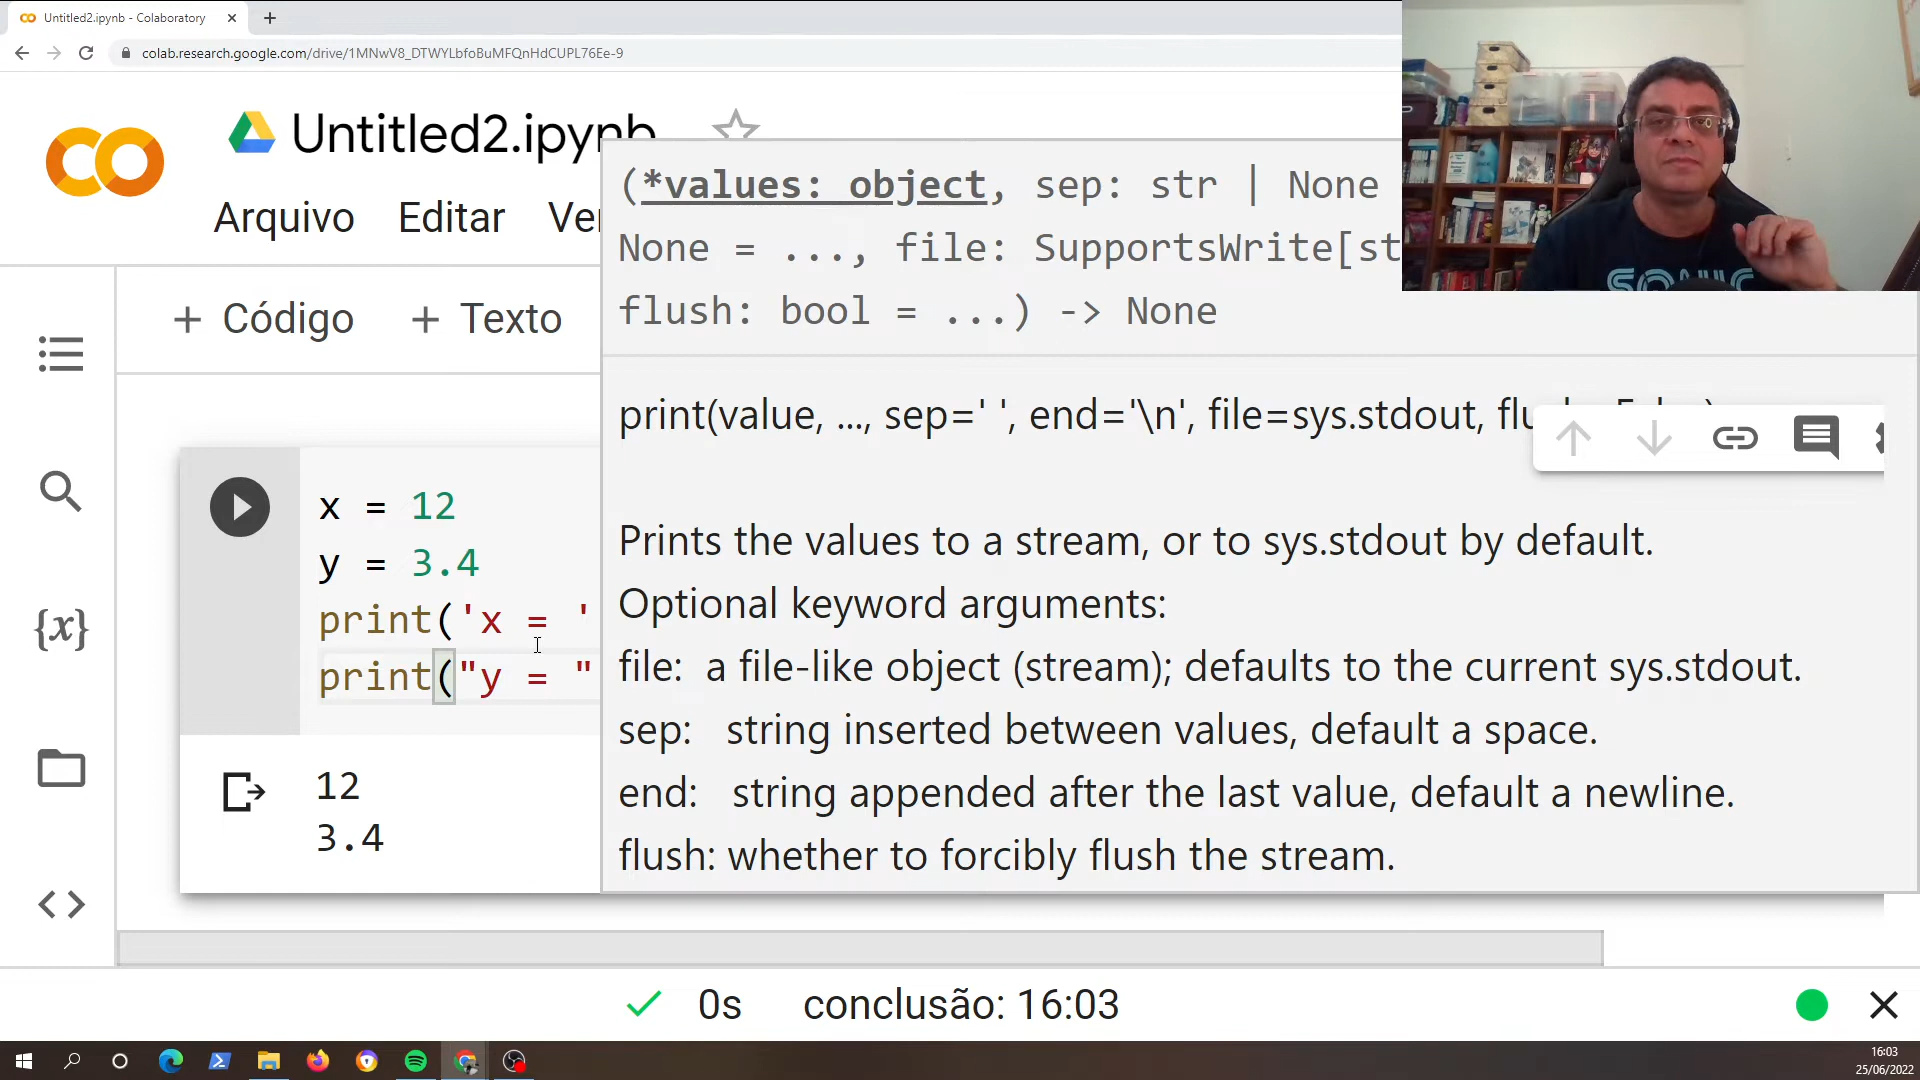 Untitled2.ipynb - Colaboratory
colab.research.google.com/drive/1MNwV8_DTWYLbfoBuMFQnHdCUPL76Ee-9
Untitled2.ipynb
Arquivo Editar Ver
+ Código + Texto
(*values: object, sep: str | None
None = ..., file: SupportsWrite[st
flush: bool = ...) -> None
print(value, ..., sep=' ', end='\n', file=sys.stdout,
Prints the values to a stream, or to sys.stdout by default.
Optional keyword arguments:
file: a file-like object (stream); defaults to the current sys.stdout.
sep: string inserted between values, default a space.
end: string appended after the last value, default a newline.
flush: whether to forcibly flush the stream.
{x}
x = 12
y = 3.4
print('x = '
print("y = "
12
3.4
0s conclusão: 16:03
16:03
25/06/2022